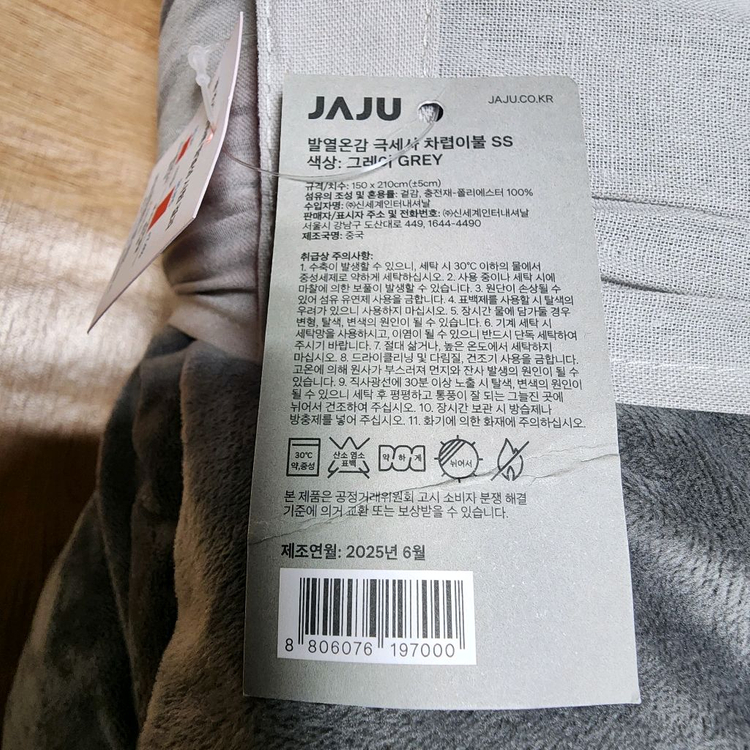 JAJU
JAJU.CO.KR
발열온감 극세사 차렵이불 SS
색상: 그레이 GREY
규격/치수: 150 x 210cm(±5cm)
섬유의 조성 및 혼용률: 겉감, 충전재-폴리에스터 100%
수입자명: ㈜신세계인터내셔날
판매자/표시자 주소 및 전화번호: ㈜신세계인터내셔날
서울시 강남구 도산대로 449, 1644-4490
제조국명: 중국
취급상 주의사항:
1. 수축이 발생할 수 있으니, 세탁 시 30℃ 이하의 물에서
중성세제로 약하게 세탁하십시오. 2. 사용 중이나 세탁 시에
마찰에 의한 보풀이 발생할 수 있습니다. 3. 원단이 손상될 수
있어 섬유 유연제 사용을 금합니다. 4. 표백제를 사용할 시 탈색의
우려가 있으니 사용하지 마십시오. 5. 장시간 물에 담가둘 경우
변형, 탈색, 변색의 원인이 될 수 있습니다. 6. 기계 세탁 시
세탁망을 사용하시고, 이염이 될 수 있으니 반드시 단독 세탁하여
주시기 바랍니다. 7. 절대 삶거나, 높은 온도에서 세탁하지
마십시오. 8. 드라이클리닝 및 다림질, 건조기 사용을 금합니다.
고온에 의해 원사가 부스러져 먼지와 잔사 발생의 원인이 될 수
있습니다. 9. 직사광선에 30분 이상 노출 시 탈색, 변색의 원인이
될 수 있으니 세탁 후 평평하고 통풍이 잘 되는 그늘진 곳에
뉘어서 건조하여 주십시오. 10. 장시간 보관 시 방습제나
방충제를 넣어 주십시오. 11. 화기에 의한 화재에 주의하십시오.
30℃
약,중성
산소 염소
표백
약 하 게
뉘어서
본 제품은 공정거래위원회 고시 소비자 분쟁 해결
기준에 의거 교환 또는 보상받을 수 있습니다.
제조연월: 2025년 6월
8 806076 197000